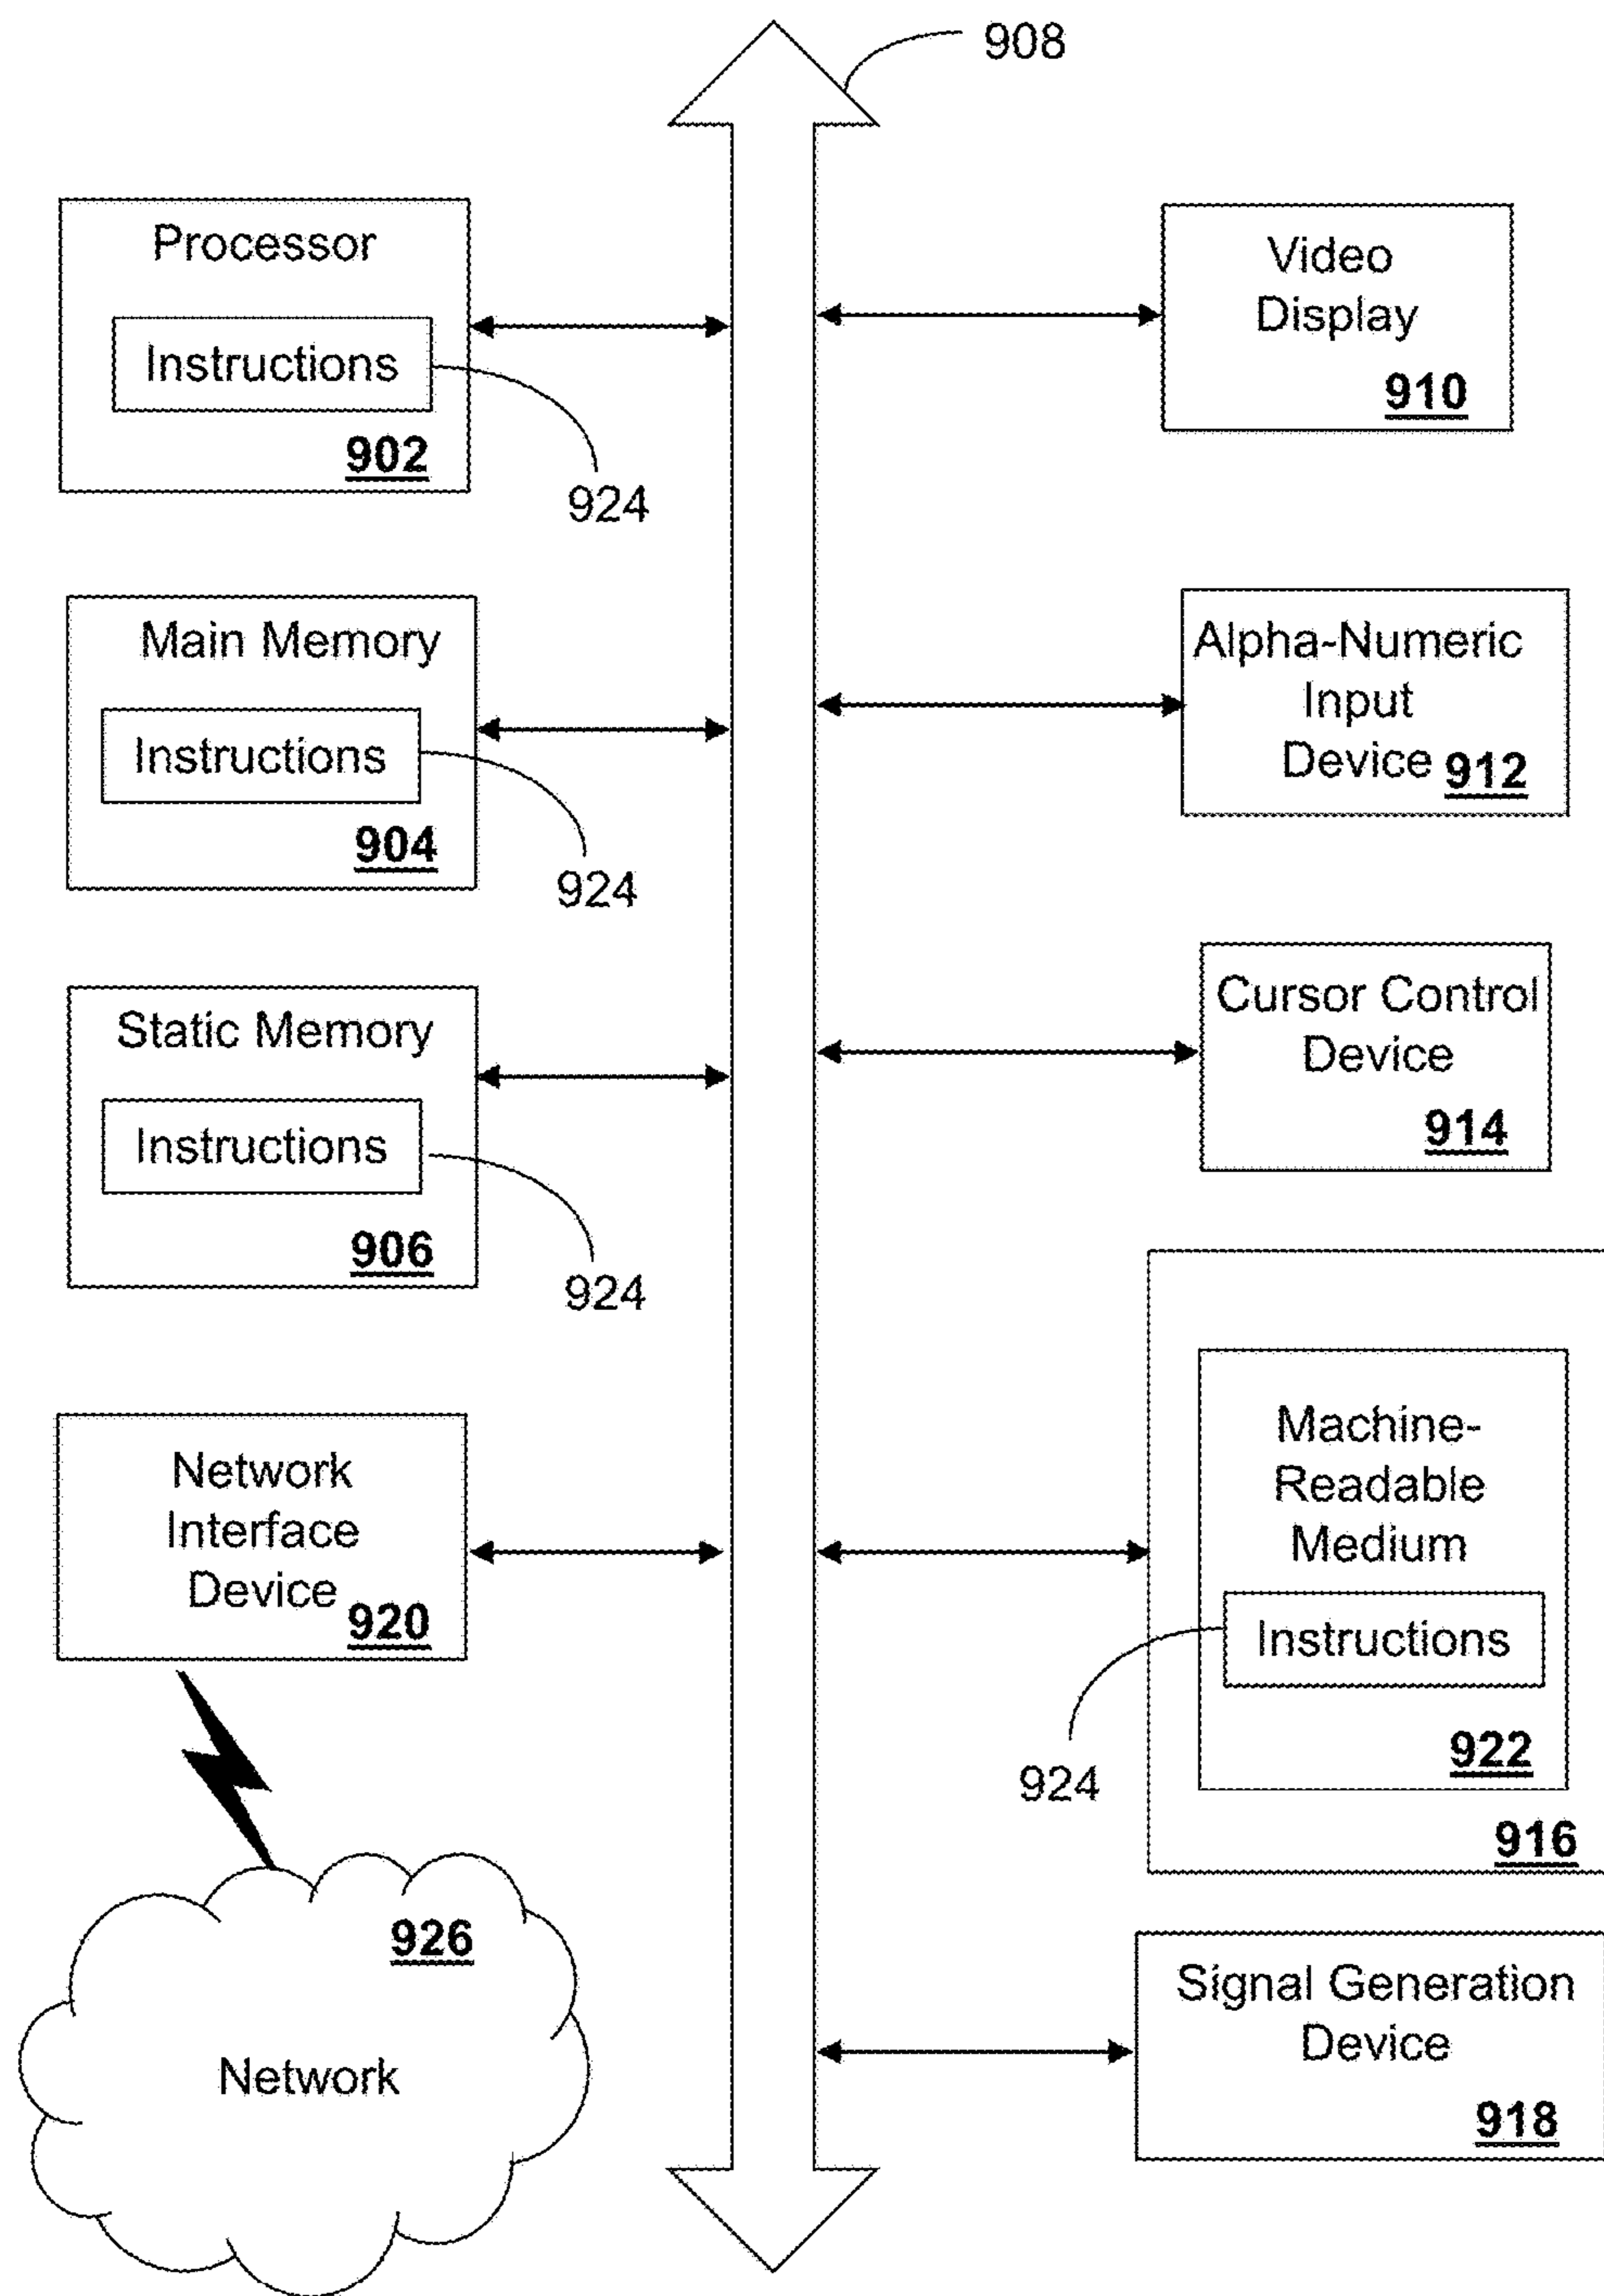 908
Processor
Instructions
902
924
Main Memory
Instructions
904
924
Static Memory
Instructions
906
924
Network
Interface
Device
920
926
Network
Video
Display
910
Alpha-Numeric
Input
Device 912
Cursor Control
Device
914
Machine-
Readable
Medium
Instructions
922
924
916
Signal Generation
Device
918